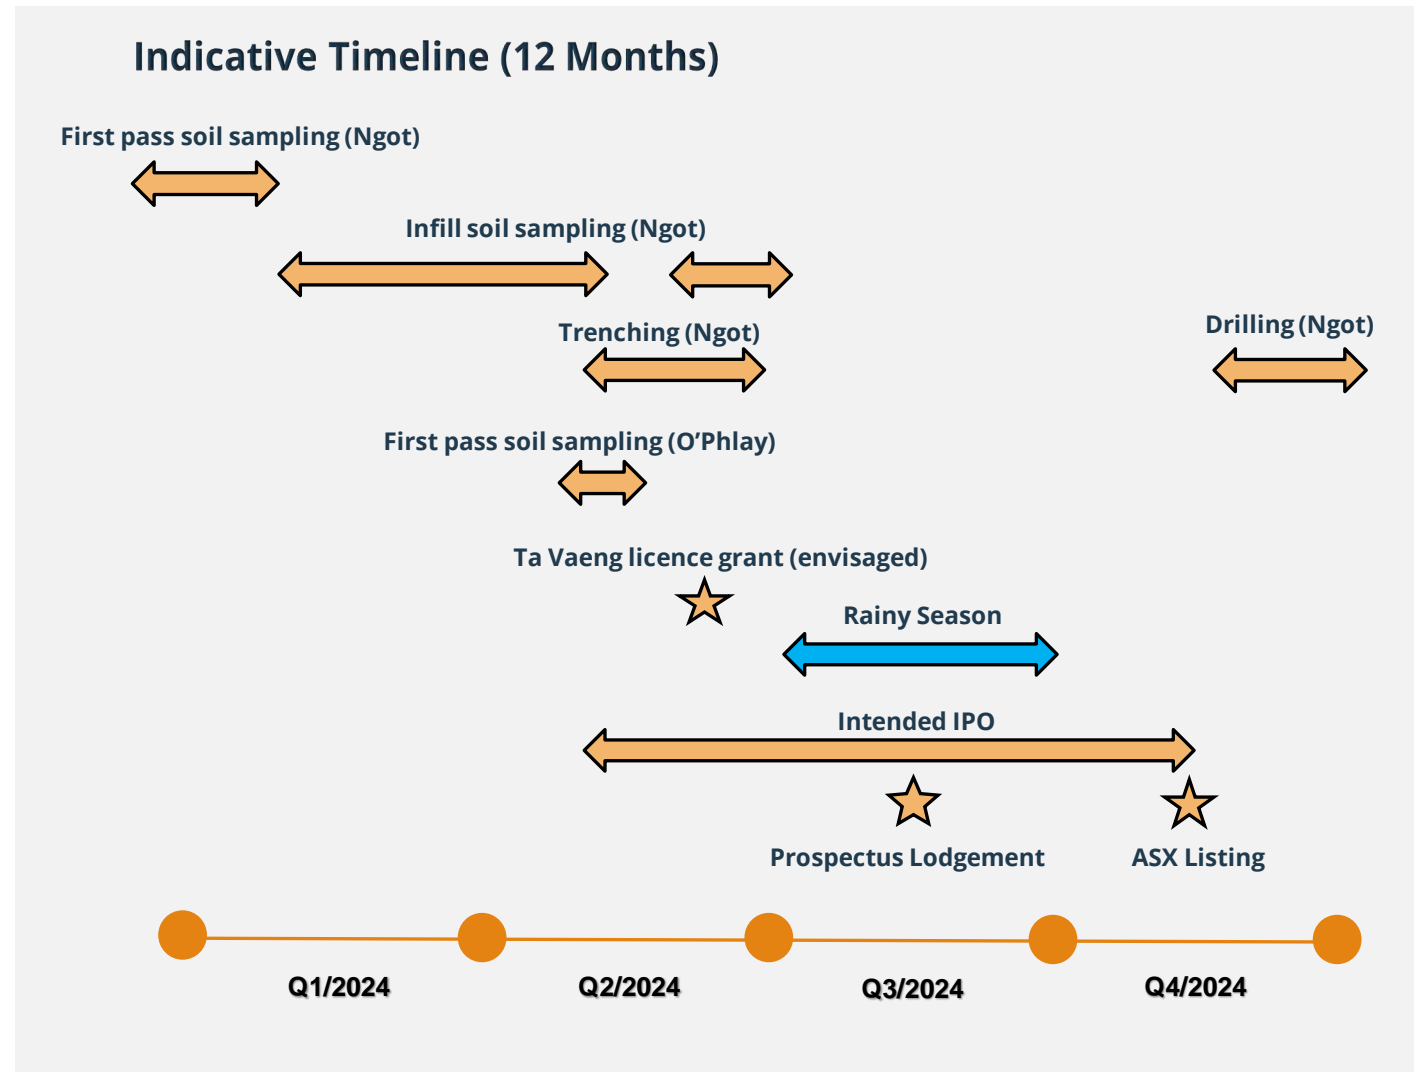 Indicative Timeline (12 Months)
First pass soil sampling (Ngot)
Infill soil sampling (Ngot)
Trenching (Ngot)
Drilling (Ngot)
First pass soil sampling (O’Phlay)
Ta Vaeng licence grant (envisaged)
Rainy Season
Intended IPO
Prospectus Lodgement
ASX Listing
Q1/2024
Q2/2024
Q3/2024
Q4/2024